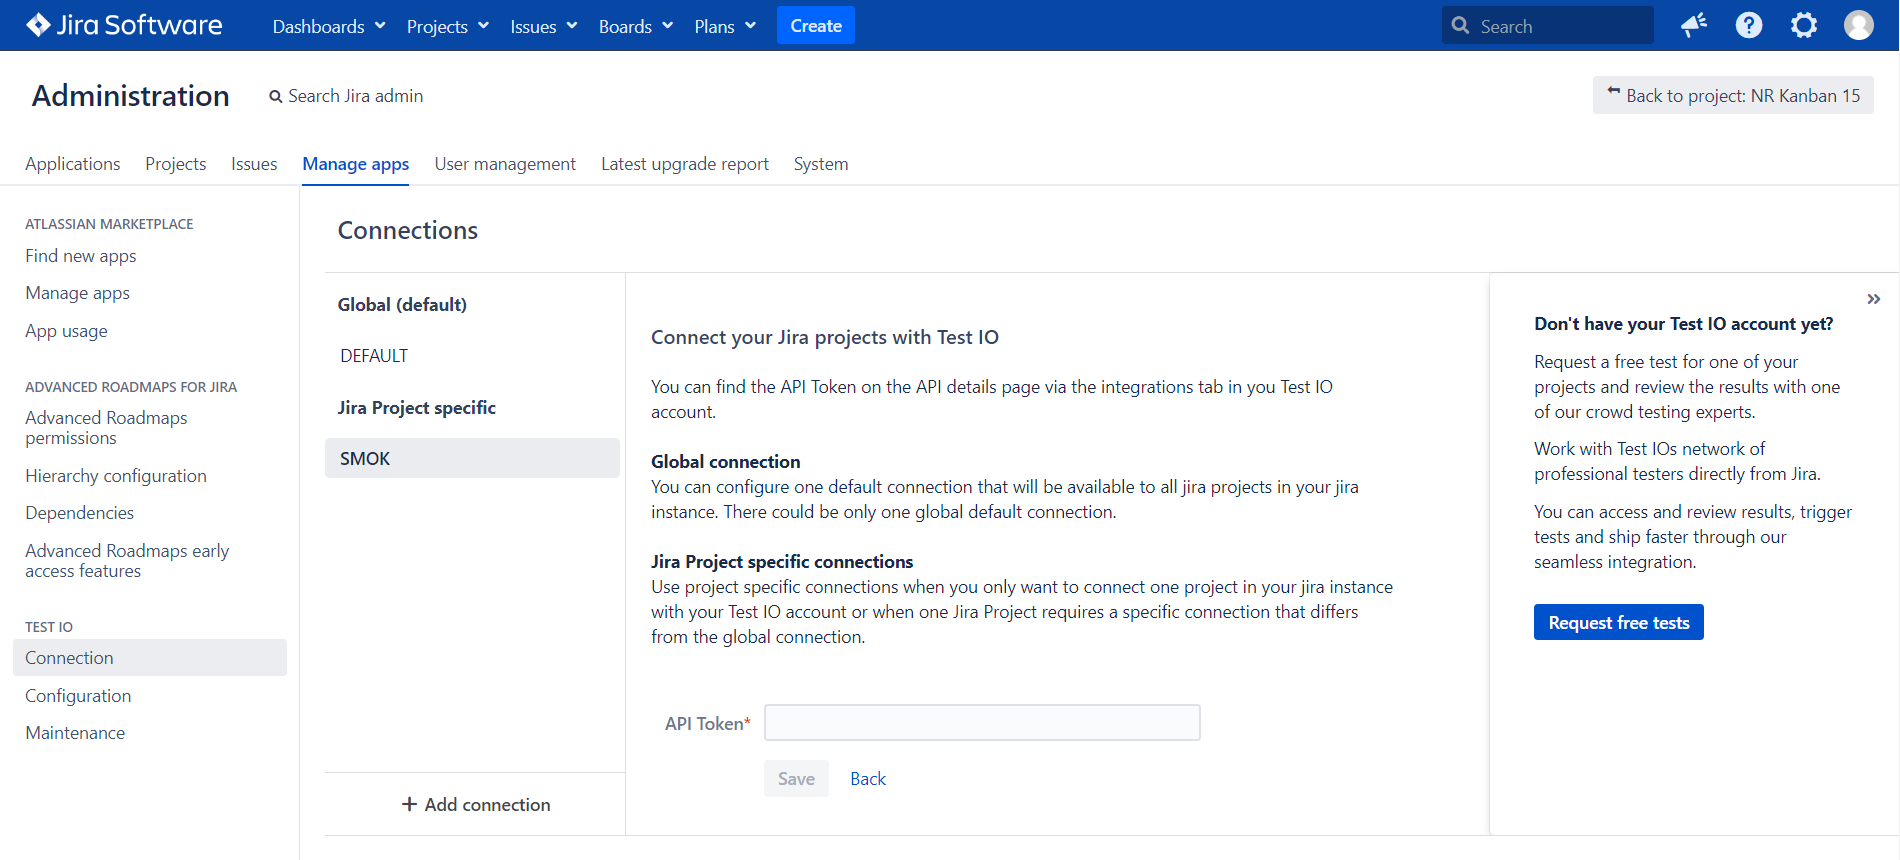 Jira Software
Dashboards Projects Issues Boards Plans Create Search
Administration Search Jira admin Back to project: NR Kanban 15
Applications Projects Issues Manage apps User management Latest upgrade report System
ATLASSIAN MARKETPLACE
Find new apps
Manage apps
App usage
ADVANCED ROADMAPS FOR JIRA
Advanced Roadmaps
permissions
Hierarchy configuration
Dependencies
Advanced Roadmaps early
access features
TEST IO
Connection
Configuration
Maintenance
Connections
Global (default)
DEFAULT
Jira Project specific
SMOK
+ Add connection
Connect your Jira projects with Test IO
You can find the API Token on the API details page via the integrations tab in you Test IO
account.
Global connection
You can configure one default connection that will be available to all jira projects in your jira
instance. There could be only one global default connection.
Jira Project specific connections
Use project specific connections when you only want to connect one project in your jira instance
with your Test IO account or when one Jira Project requires a specific connection that differs
from the global connection.
API Token*
Save Back
Don't have your Test IO account yet?
Request a free test for one of your
projects and review the results with one
of our crowd testing experts.
Work with Test IOs network of
professional testers directly from Jira.
You can access and review results, trigger
tests and ship faster through our
seamless integration.
Request free tests